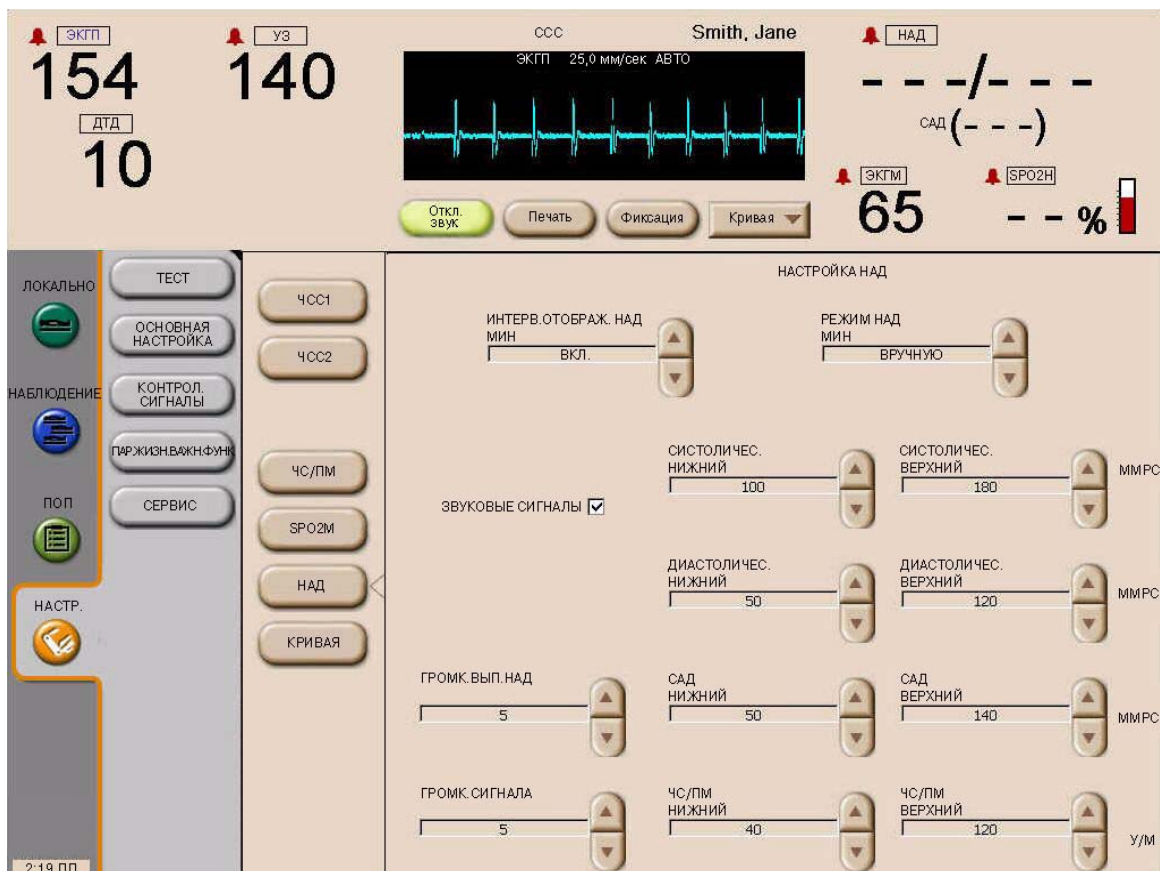 ЭКГП
УЗ
ССС
Smith, Jane
НАД
154
140
ЭКГП 25,0 мм/сек АВТО
- - -/- - -
САД (- - -)
ДТД
10
ЭКГМ
SPO2H
65
- - %
Откл. звук
Печать
Фиксация
Кривая
ЛОКАЛЬНО
НАБЛЮДЕНИЕ
ПОП
НАСТР.
2:19 ПП
ТЕСТ
ОСНОВНАЯ
НАСТРОЙКА
КОНТРОЛ.
СИГНАЛЫ
ПАР.ЖИЗН.ВАЖН.ФУНК
СЕРВИС
ЧСС1
ЧСС2
ЧС/ПМ
SPO2M
НАД
КРИВАЯ
НАСТРОЙКА НАД
ИНТЕРВ.ОТОБРАЖ. НАД
МИН
ВКЛ.
РЕЖИМ НАД
МИН
ВРУЧНУЮ
ЗВУКОВЫЕ СИГНАЛЫ
СИСТОЛИЧЕС.
НИЖНИЙ
100
СИСТОЛИЧЕС.
ВЕРХНИЙ
180
ММРС
ДИАСТОЛИЧЕС.
НИЖНИЙ
50
ДИАСТОЛИЧЕС.
ВЕРХНИЙ
120
ММРС
ГРОМК.ВЫП.НАД
5
САД
НИЖНИЙ
50
САД
ВЕРХНИЙ
140
ММРС
ГРОМК.СИГНАЛА
5
ЧС/ПМ
НИЖНИЙ
40
ЧС/ПМ
ВЕРХНИЙ
120
У/М